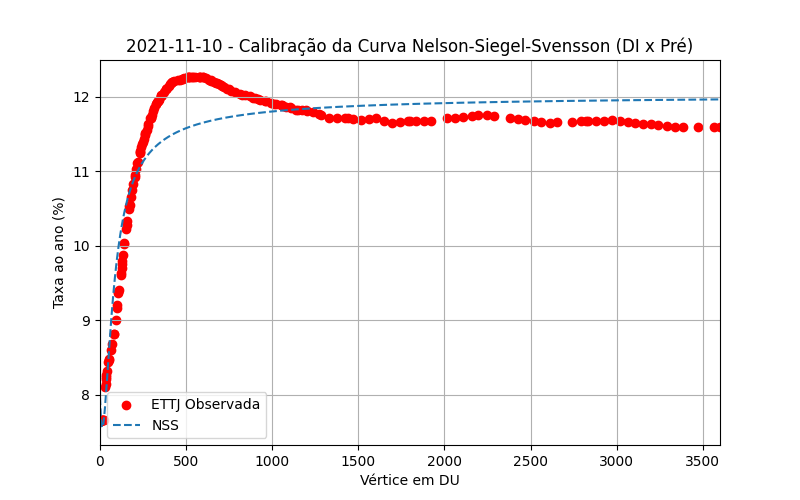 2021-11-10 - Calibração da Curva Nelson-Siegel-Svensson (DI x Pré)
Taxa ao ano (%)
12
11
10
9
8
ETTJ Observada
NSS
0 500 1000 1500 2000 2500 3000 3500
Vértice em DU